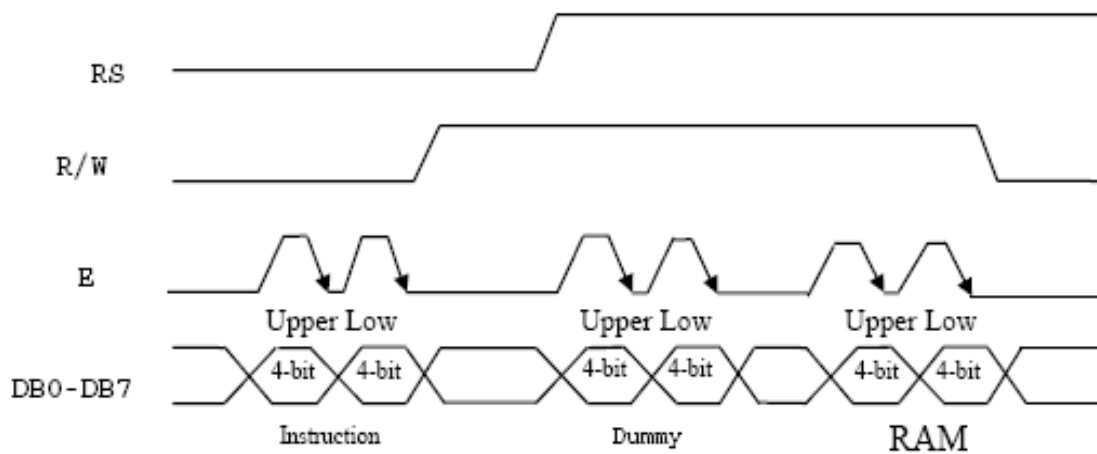 RS
R/W
E
Upper Low Upper Low Upper Low
DB0-DB7 4-bit 4-bit 4-bit 4-bit 4-bit 4-bit
Instruction Dummy RAM